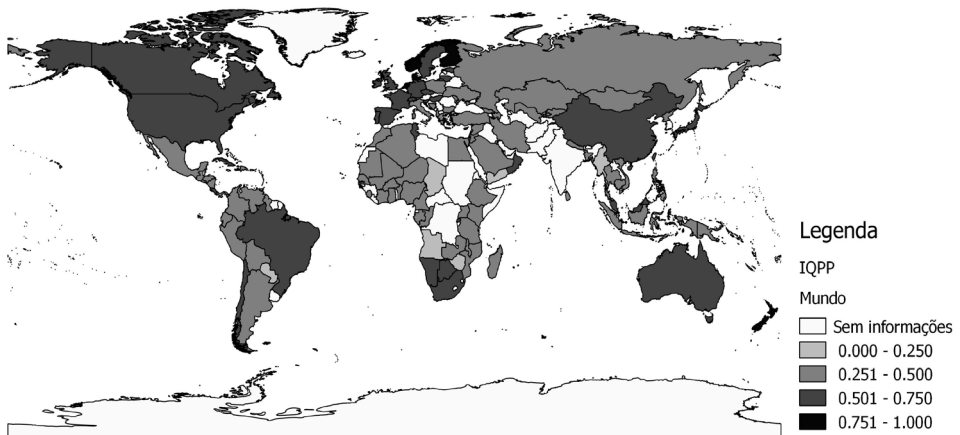 Legenda
IQPP
Mundo
Sem informações
0.000 - 0.250
0.251 - 0.500
0.501 - 0.750
0.751 - 1.000